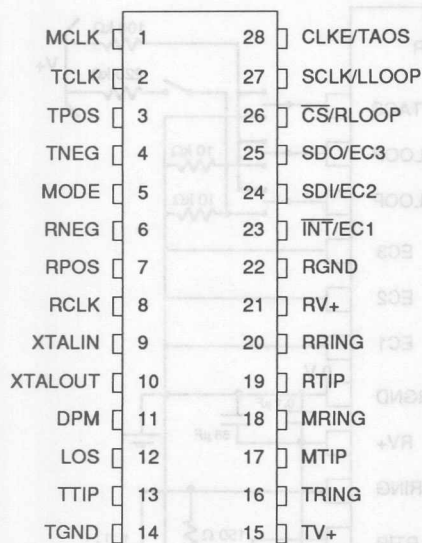 MCLK 1 28 CLKE/TAOS
TCLK 2 27 SCLK/LLOOP
TPOS 3 26 CS/RLOOP
TNEG 4 25 SDO/EC3
MODE 5 24 SDI/EC2
RNEG 6 23 INT/EC1
RPOS 7 22 RGND
RCLK 8 21 RV+
XTALIN 9 20 RRING
XTALOUT 10 19 RTIP
DPM 11 18 MRING
LOS 12 17 MTIP
TTIP 13 16 TRING
TGND 14 15 TV+